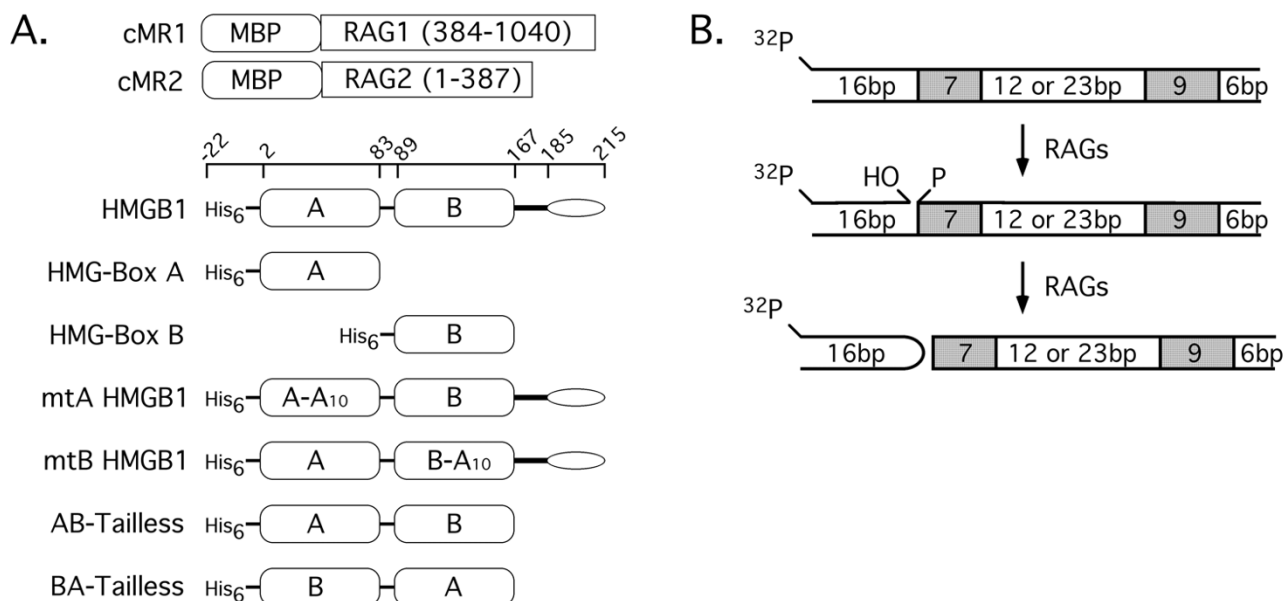 A.
cMR1 MBP RAG1 (384-1040)
cMR2 MBP RAG2 (1-387)
-22 2 83 89 167 185 215
HMGB1 His6 A B
HMG-Box A His6 A
HMG-Box B His6 B
mtA HMGB1 His6 A-A10 B
mtB HMGB1 His6 A B-A10
AB-Tailless His6 A B
BA-Tailless His6 B A
B.
32P
16bp 7 12 or 23bp 9 6bp
RAGs
32P HO P
16bp 7 12 or 23bp 9 6bp
RAGs
32P
16bp 7 12 or 23bp 9 6bp